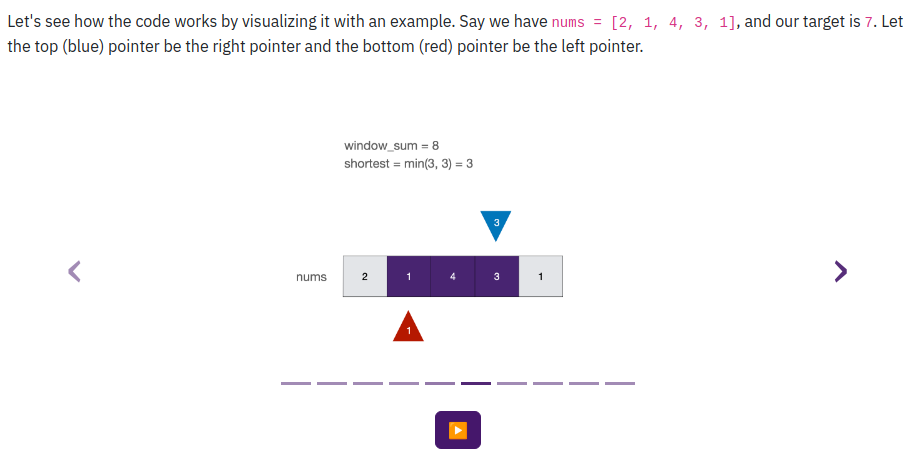 Let's see how the code works by visualizing it with an example. Say we have nums = [2, 1, 4, 3, 1], and our target is 7. Let
the top (blue) pointer be the right pointer and the bottom (red) pointer be the left pointer.
window_sum = 8
shortest = min(3, 3) = 3
3
nums 2 1 4 3 1
1